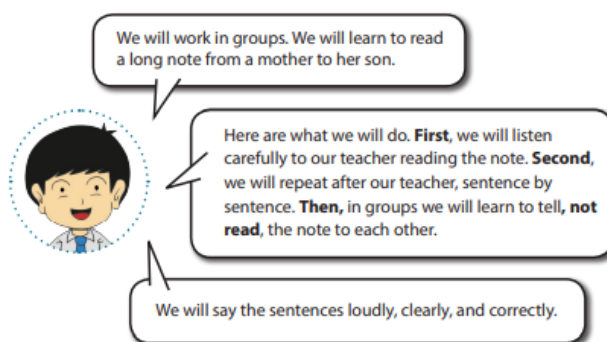 We will work in groups. We will learn to read
a long note from a mother to her son.
Here are what we will do. First, we will listen
carefully to our teacher reading the note. Second,
we will repeat after our teacher, sentence by
sentence. Then, in groups we will learn to tell, not
read, the note to each other.
We will say the sentences loudly, clearly, and correctly.